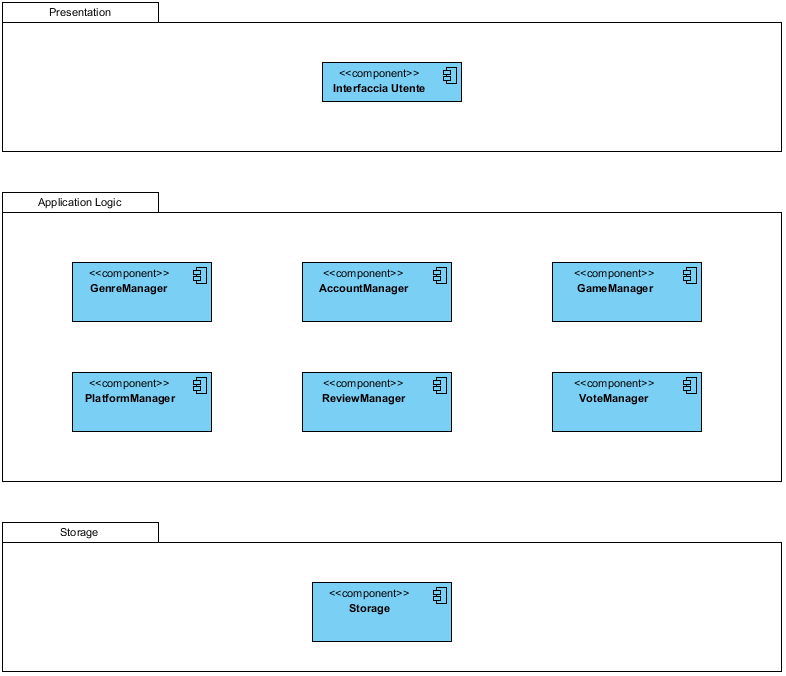 Presentation
<<component>>
Interfaccia Utente
Application Logic
<<component>>
GenreManager
<<component>>
AccountManager
<<component>>
GameManager
<<component>>
PlatformManager
<<component>>
ReviewManager
<<component>>
VoteManager
Storage
<<component>>
Storage